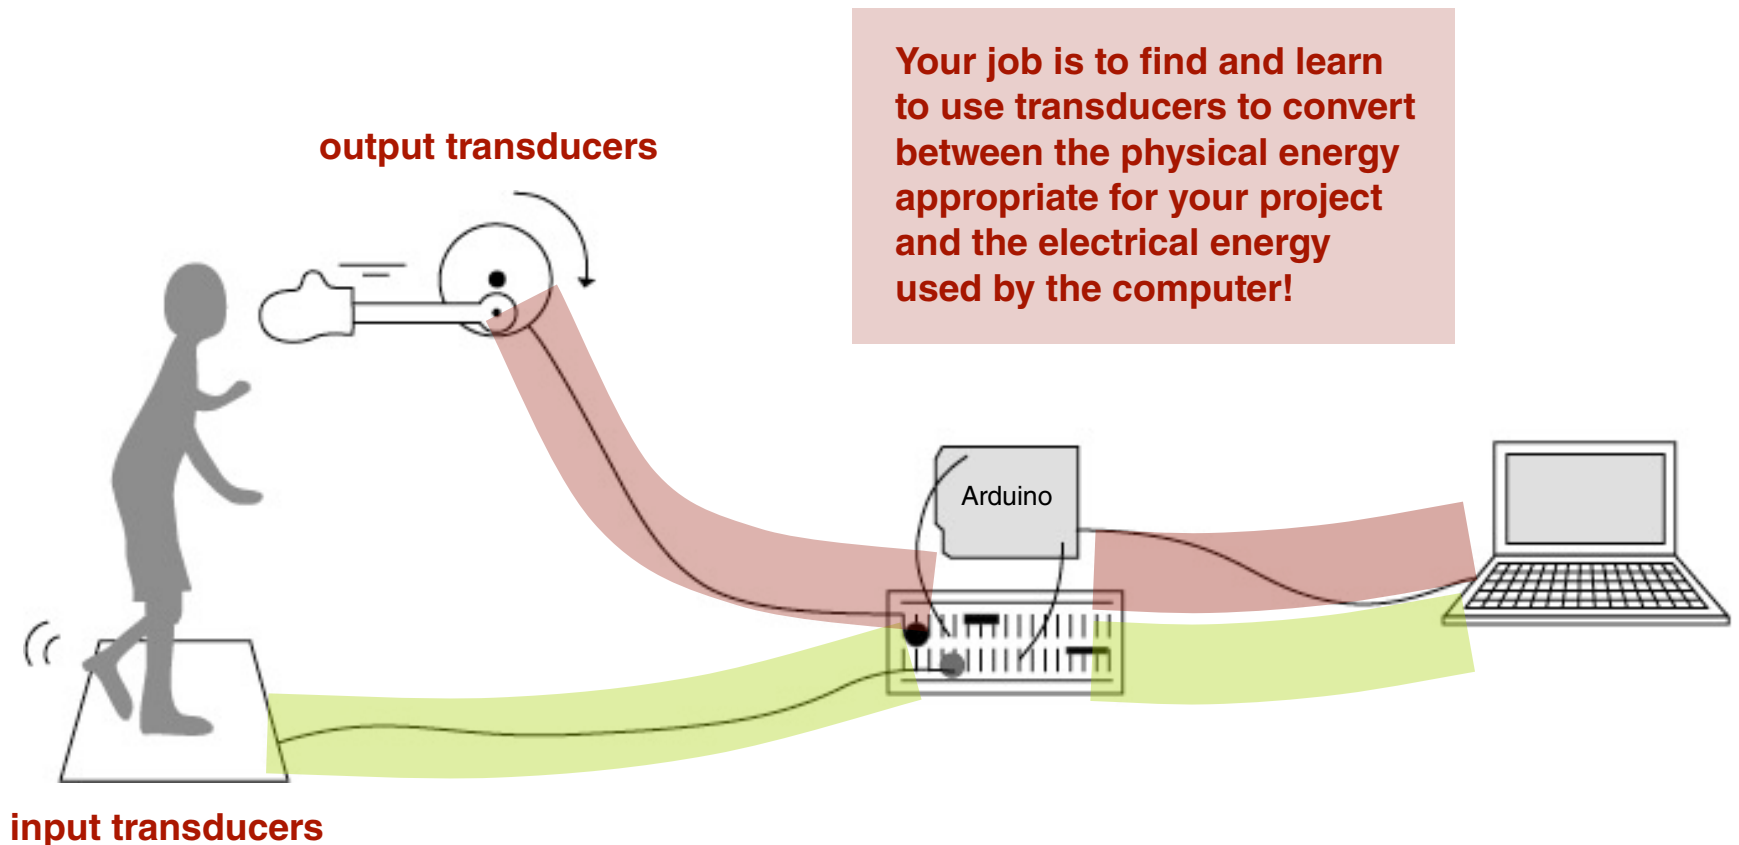 Your job is to find and learn
to use transducers to convert
between the physical energy
appropriate for your project
and the electrical energy
used by the computer!
output transducers
Arduino
input transducers